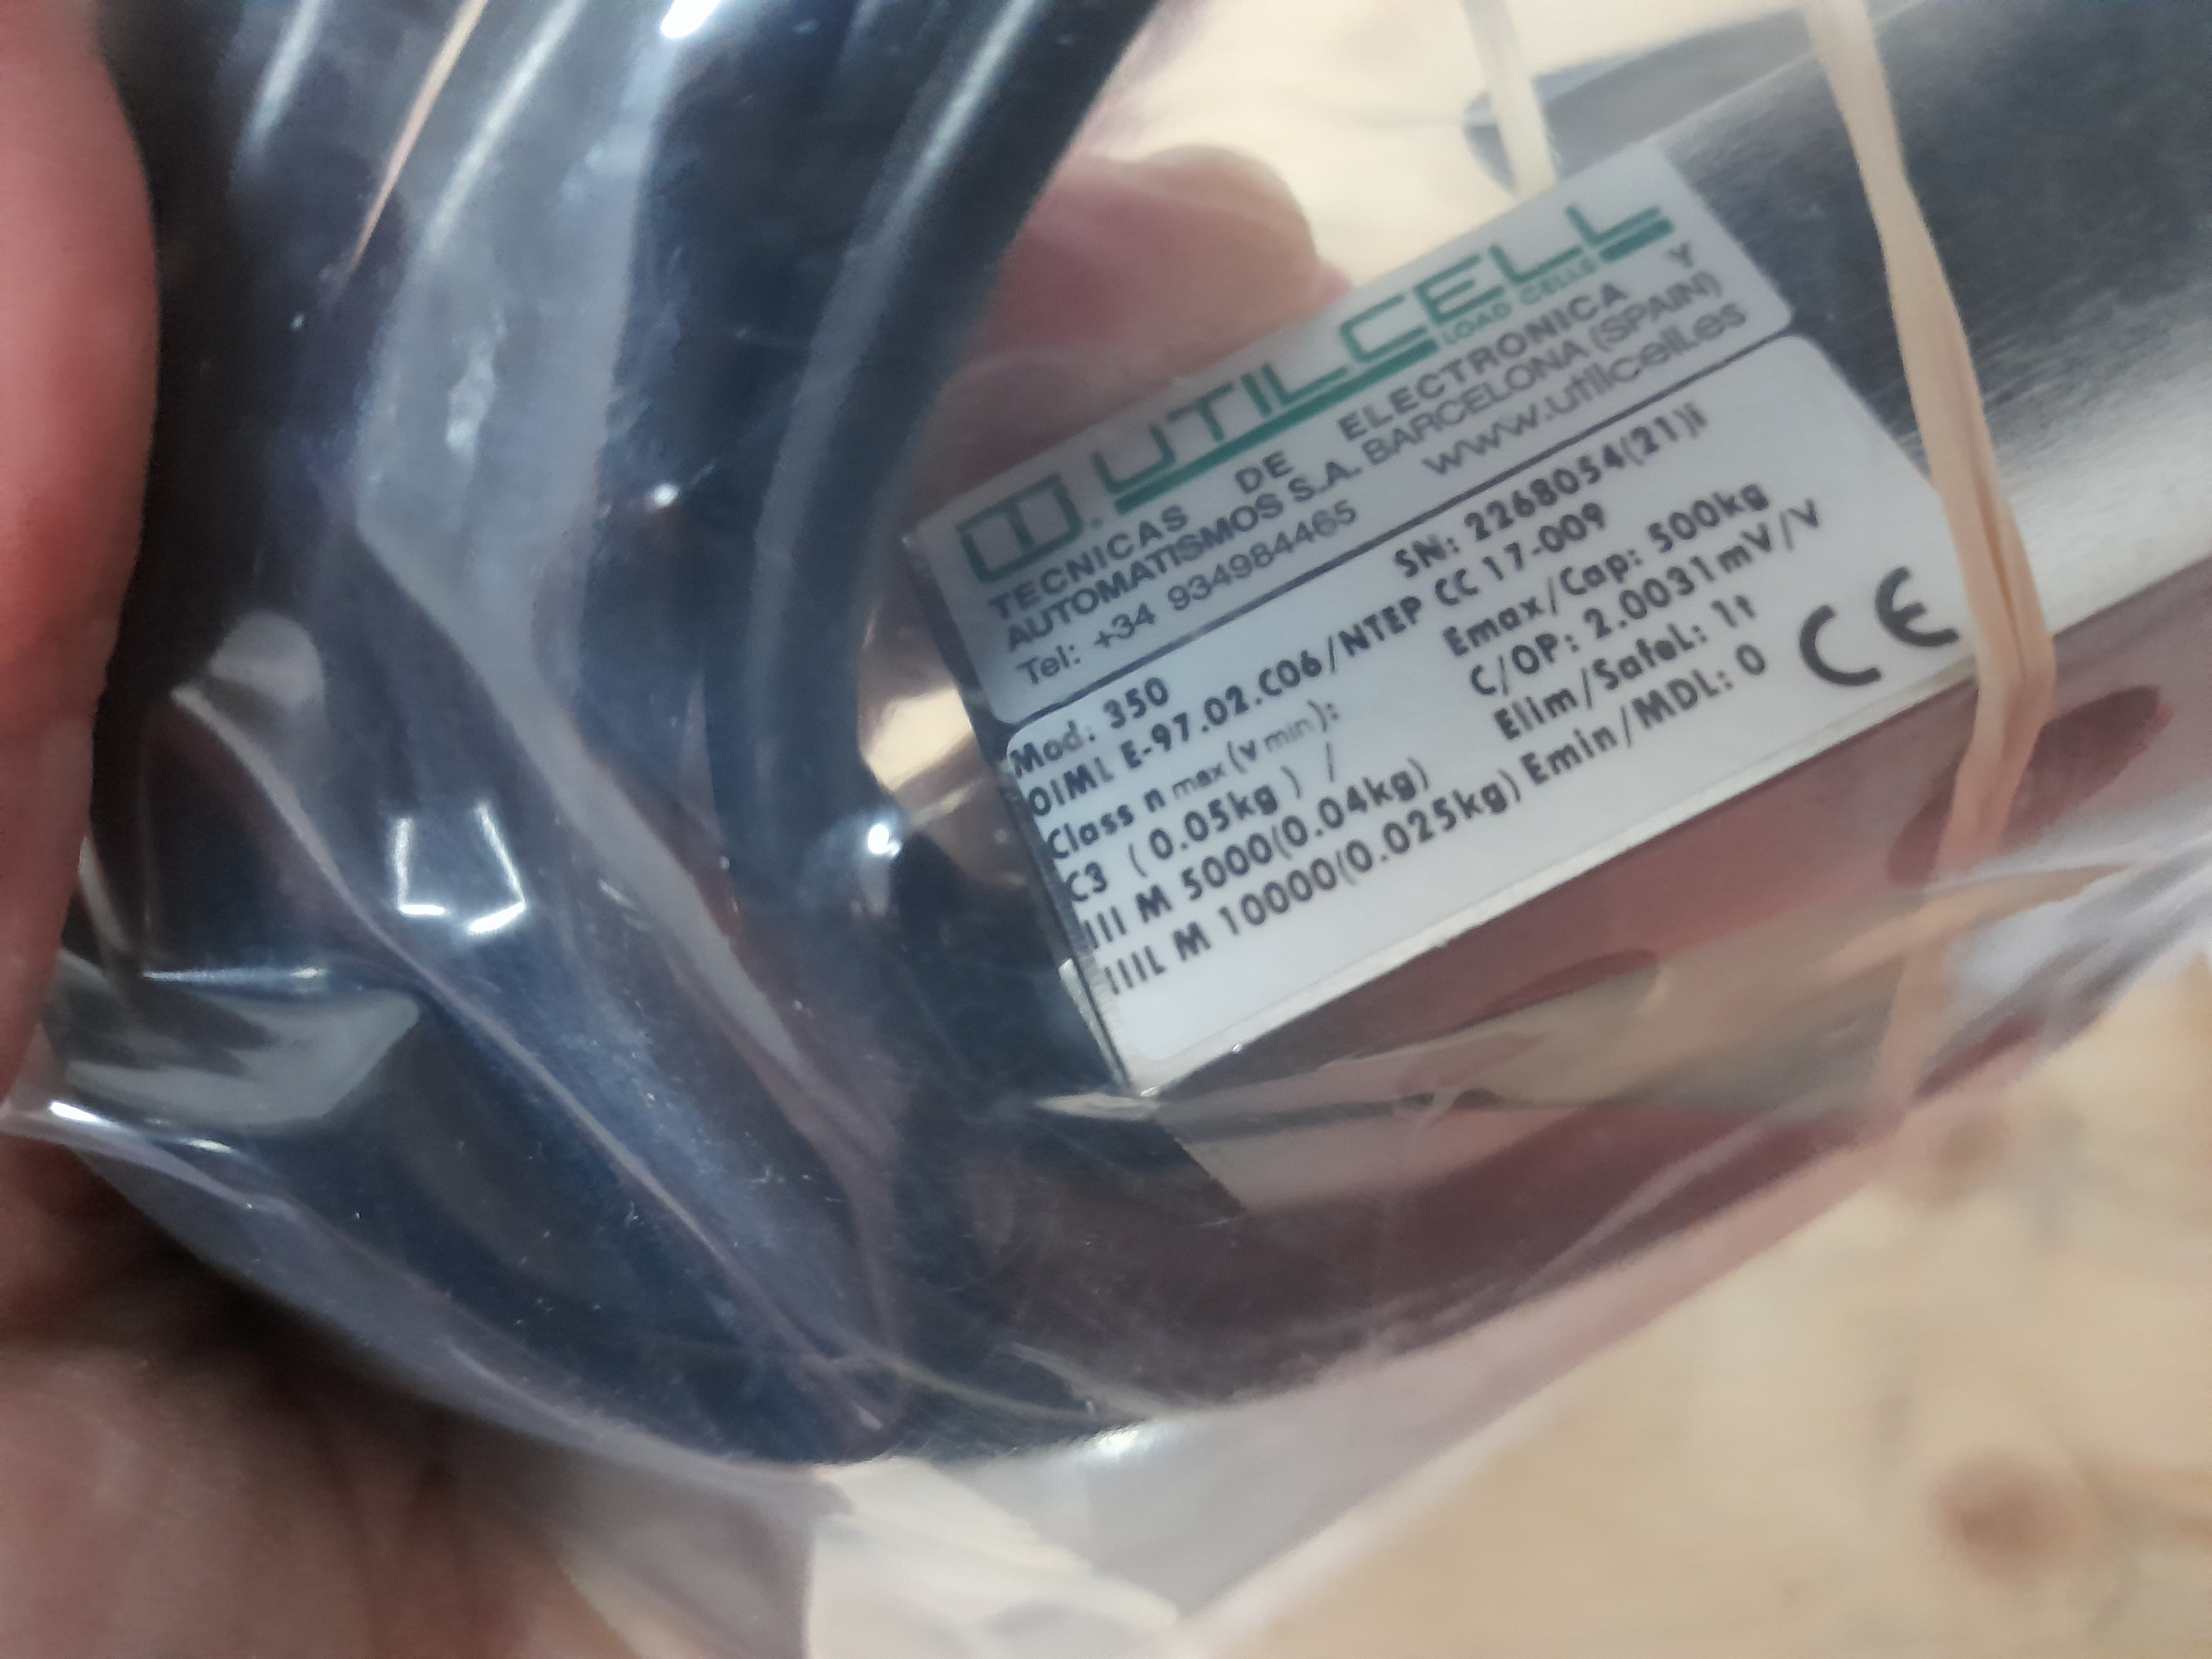 UTILCELL
LOAD CELLS
TECNICAS DE ELECTRONICA Y
AUTOMATISMOS S.A. BARCELONA (SPAIN)
Tel: +34 934984465 www.utilcell.es
Mod: 350 SN: 2268054(21)i
OIML E-97.02.C06/NTEP CC 17-009
Class n max (v min): Emax/Cap: 500kg
C3 ( 0.05kg ) / C/OP: 2.0031mV/V
III M 5000(0.04kg) Elim/SafeL: 1t
IIIL M 10000(0.025kg) Emin/MDL: 0
CE